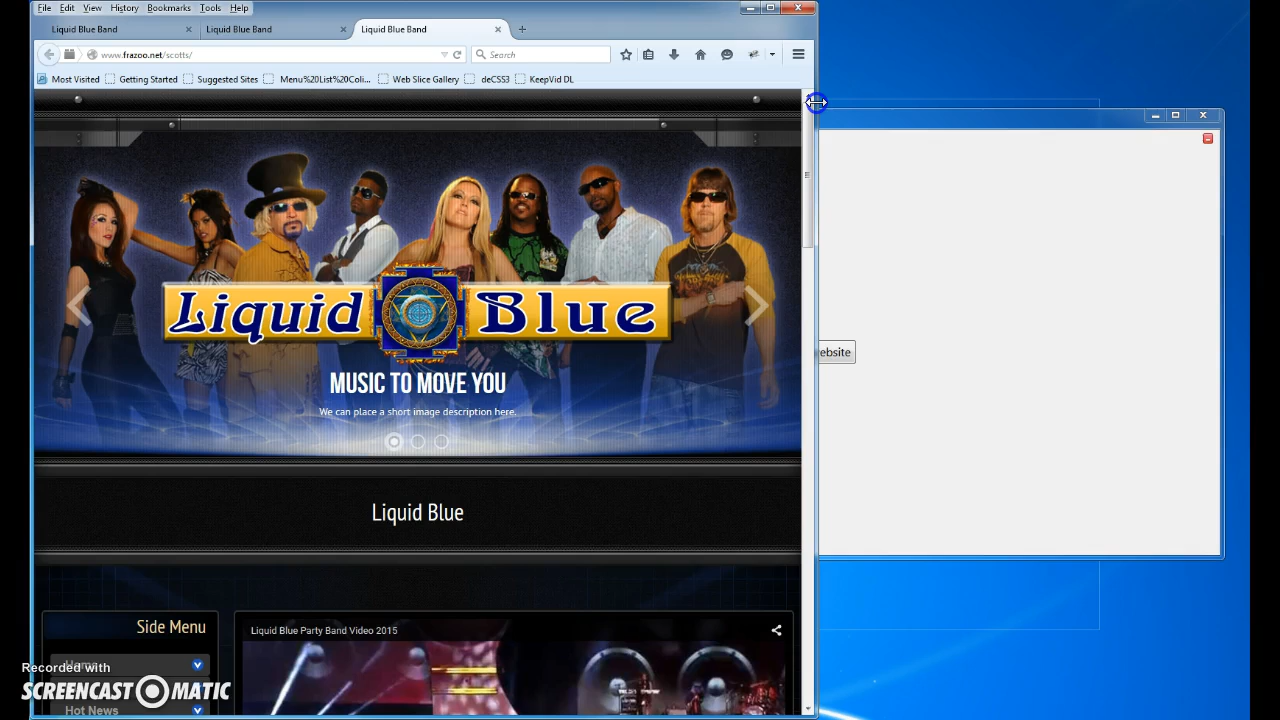 File Edit View History Bookmarks Tools Help
Liquid Blue Band Liquid Blue Band Liquid Blue Band
www.frazoo.net/scotts/ Search
Most Visited Getting Started Suggested Sites Menu%20List%20Coli... Web Slice Gallery deCSS3 KeepVid DL
Liquid Blue
MUSIC TO MOVE YOU
We can place a short image description here.
ebsite
Liquid Blue
Side Menu
Liquid Blue Party Band Video 2015
Recorded with
SCREENCAST MATIC
Hot News